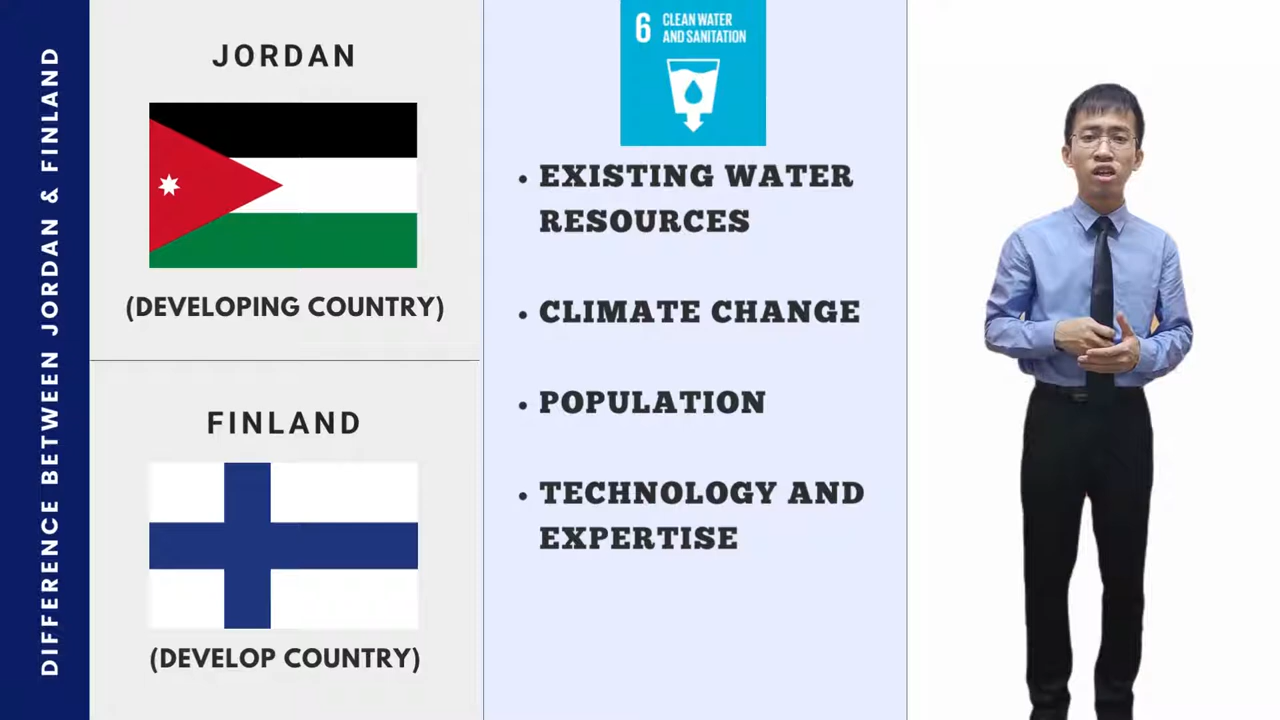 DIFFERENCE BETWEEN JORDAN & FINLAND
JORDAN
(DEVELOPING COUNTRY)
FINLAND
(DEVELOP COUNTRY)
6 CLEAN WATER
AND SANITATION
• EXISTING WATER
RESOURCES
• CLIMATE CHANGE
• POPULATION
• TECHNOLOGY AND
EXPERTISE